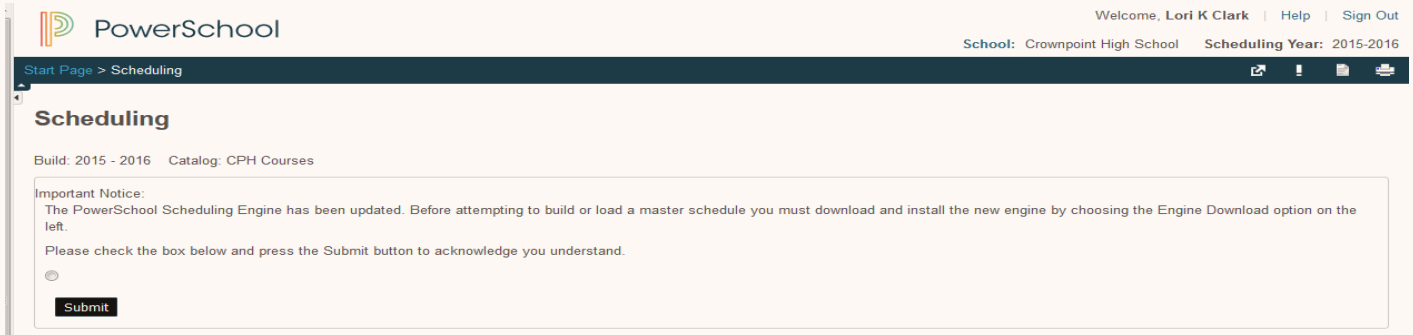 PowerSchool
Welcome, Lori K Clark | Help | Sign Out
School: Crownpoint High School Scheduling Year: 2015-2016
Start Page > Scheduling
Scheduling
Build: 2015 - 2016 Catalog: CPH Courses
Important Notice:
The PowerSchool Scheduling Engine has been updated. Before attempting to build or load a master schedule you must download and install the new engine by choosing the Engine Download option on the
left.
Please check the box below and press the Submit button to acknowledge you understand.
Submit